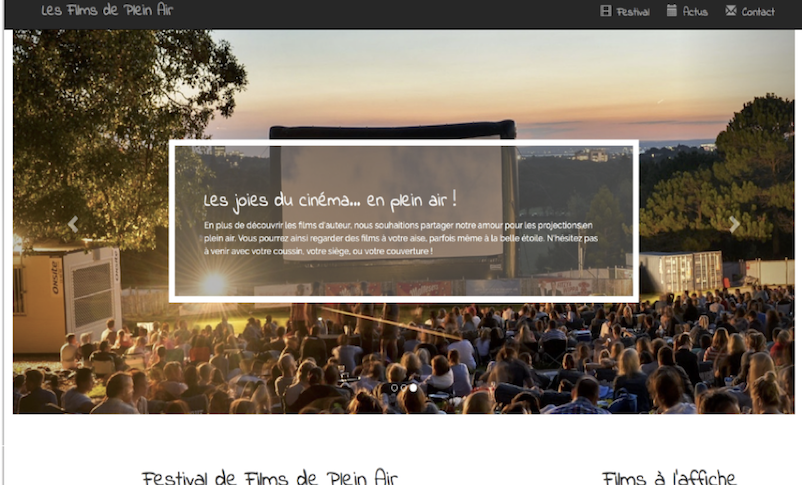 Les Films de Plein Air
Festival Actus Contact
Les joies du cinéma... en plein air !
En plus de découvrir les films d'auteur, nous souhaitions partager notre amour pour les projections en
plein air. Vous pourrez ainsi regarder des films à votre aise, parfois même à la belle étoile. N'hésitez pas
à venir avec votre coussin, votre siège, ou votre couverture !
Festival de Films de Plein Air
Films à l'affiche